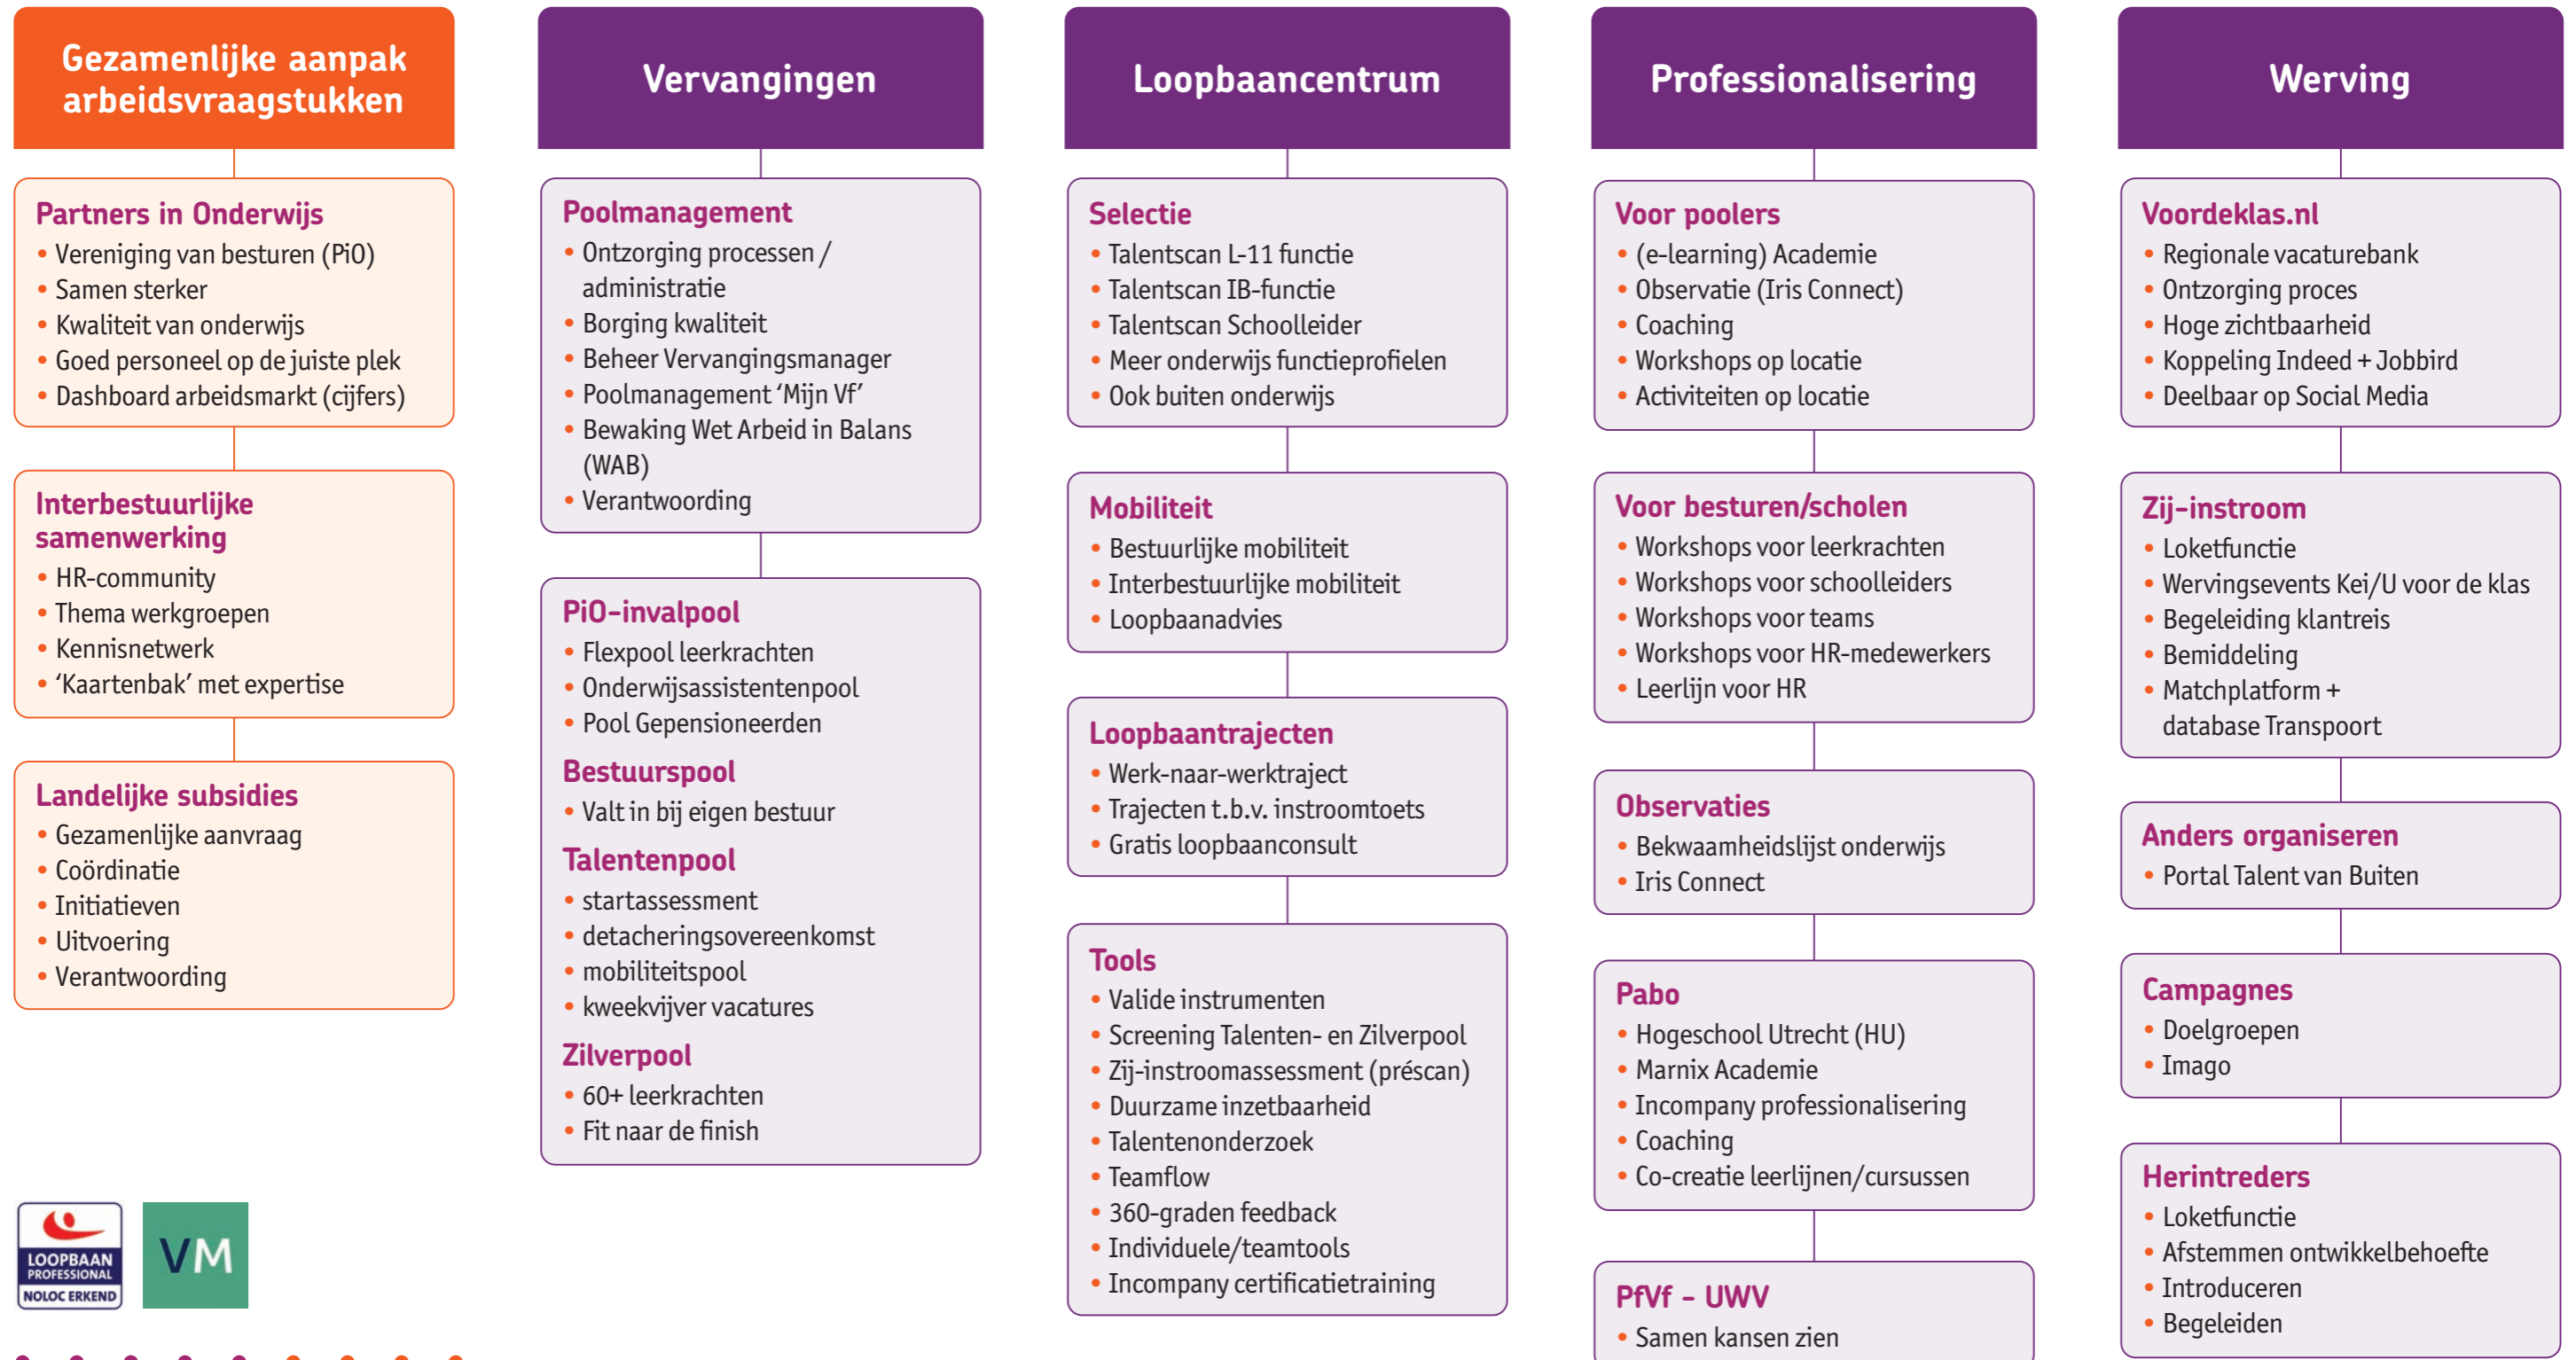 Gezamenlijke aanpak
arbeidsvraagstukken
Partners in Onderwijs
• Vereniging van besturen (PiO)
• Samen sterker
• Kwaliteit van onderwijs
• Goed personeel op de juiste plek
• Dashboard arbeidsmarkt (cijfers)
Interbestuurlijke
samenwerking
• HR-community
• Thema werkgroepen
• Kennisnetwerk
• ‘Kaartenbak’ met expertise
Landelijke subsidies
• Gezamenlijke aanvraag
• Coördinatie
• Initiatieven
• Uitvoering
• Verantwoording
LOOPBAAN
PROFESSIONAL
NOLOC ERKEND
VM
Vervangingen
Poolmanagement
• Ontzorging processen /
administratie
• Borging kwaliteit
• Beheer Vervangingsmanager
• Poolmanagement ‘Mijn Vf’
• Bewaking Wet Arbeid in Balans
(WAB)
• Verantwoording
PiO-invalpool
• Flexpool leerkrachten
• Onderwijsassistentenpool
• Pool Gepensioneerden
Bestuurspool
• Valt in bij eigen bestuur
Talentenpool
• startassessment
• detacheringsovereenkomst
• mobiliteitspool
• kweekvijver vacatures
Zilverpool
• 60+ leerkrachten
• Fit naar de finish
Loopbaancentrum
Selectie
• Talentscan L-11 functie
• Talentscan IB-functie
• Talentscan Schoolleider
• Meer onderwijs functieprofielen
• Ook buiten onderwijs
Mobiliteit
• Bestuurlijke mobiliteit
• Interbestuurlijke mobiliteit
• Loopbaanadvies
Loopbaantrajecten
• Werk-naar-werktraject
• Trajecten t.b.v. instroomtoets
• Gratis loopbaanconsult
Tools
• Valide instrumenten
• Screening Talenten- en Zilverpool
• Zij-instroomassessment (préscan)
• Duurzame inzetbaarheid
• Talentenonderzoek
• Teamflow
• 360-graden feedback
• Individuele/teamtools
• Incompany certificatietraining
Professionalisering
Voor poolers
• (e-learning) Academie
• Observatie (Iris Connect)
• Coaching
• Workshops op locatie
• Activiteiten op locatie
Voor besturen/scholen
• Workshops voor leerkrachten
• Workshops voor schoolleiders
• Workshops voor teams
• Workshops voor HR-medewerkers
• Leerlijn voor HR
Observaties
• Bekwaamheidslijst onderwijs
• Iris Connect
Pabo
• Hogeschool Utrecht (HU)
• Marnix Academie
• Incompany professionalisering
• Coaching
• Co-creatie leerlijnen/cursussen
PfVf - UWV
• Samen kansen zien
Werving
Voordeklas.nl
• Regionale vacaturebank
• Ontzorging proces
• Hoge zichtbaarheid
• Koppeling Indeed + Jobbird
• Deelbaar op Social Media
Zij-instroom
• Loketfunctie
• Wervingsevents Kei/U voor de klas
• Begeleiding klantreis
• Bemiddeling
• Matchplatform +
database Transpoort
Anders organiseren
• Portal Talent van Buiten
Campagnes
• Doelgroepen
• Imago
Herintreders
• Loketfunctie
• Afstemmen ontwikkelbehoefte
• Introduceren
• Begeleiden